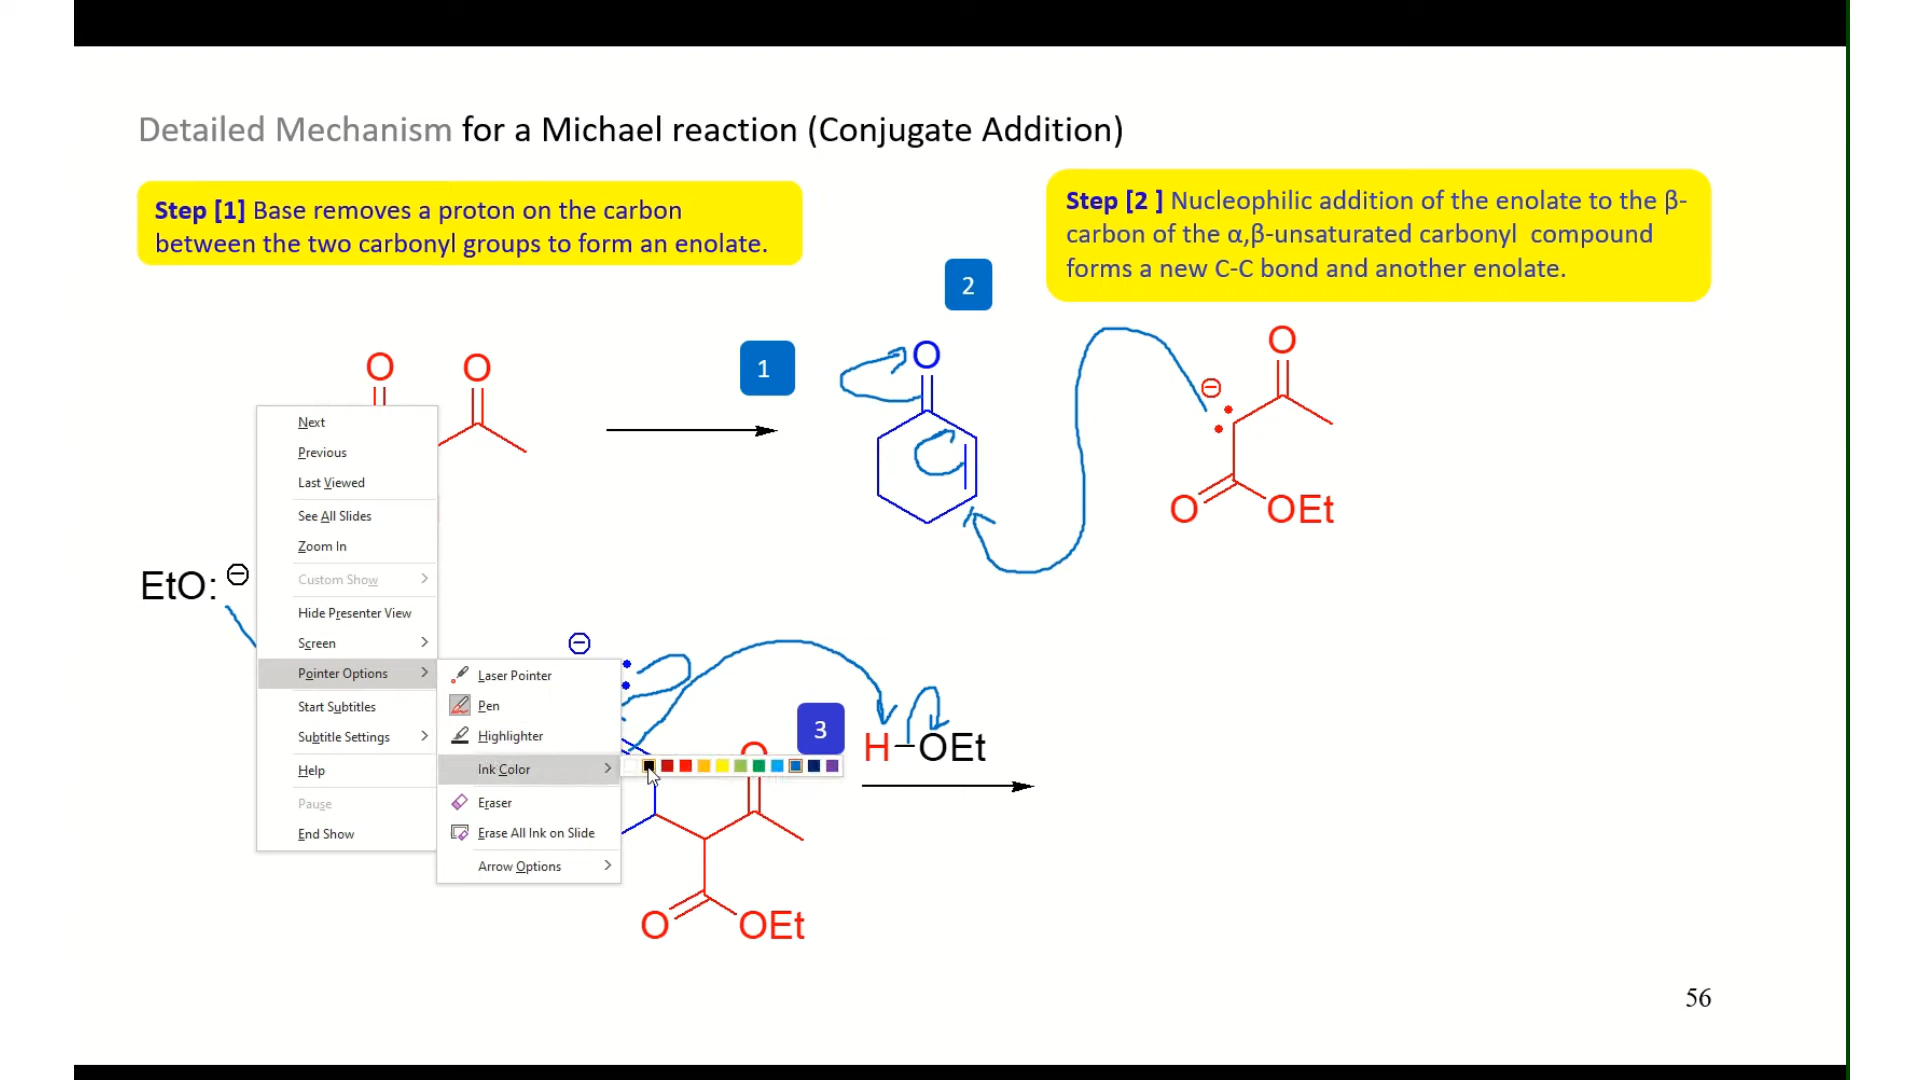 Detailed Mechanism for a Michael reaction (Conjugate Addition)
Step [1] Base removes a proton on the carbon
between the two carbonyl groups to form an enolate.
Step [2 ] Nucleophilic addition of the enolate to the β-
carbon of the α,β-unsaturated carbonyl compound
forms a new C-C bond and another enolate.
2
1
O
O
O
O
O
OEt
EtO:
Next
Previous
Last Viewed
See All Slides
Zoom In
Custom Show
Hide Presenter View
Screen
Pointer Options
Start Subtitles
Subtitle Settings
Help
Pause
End Show
Laser Pointer
Pen
Highlighter
Ink Color
Eraser
Erase All Ink on Slide
Arrow Options
3
H–OEt
O
O
OEt
56